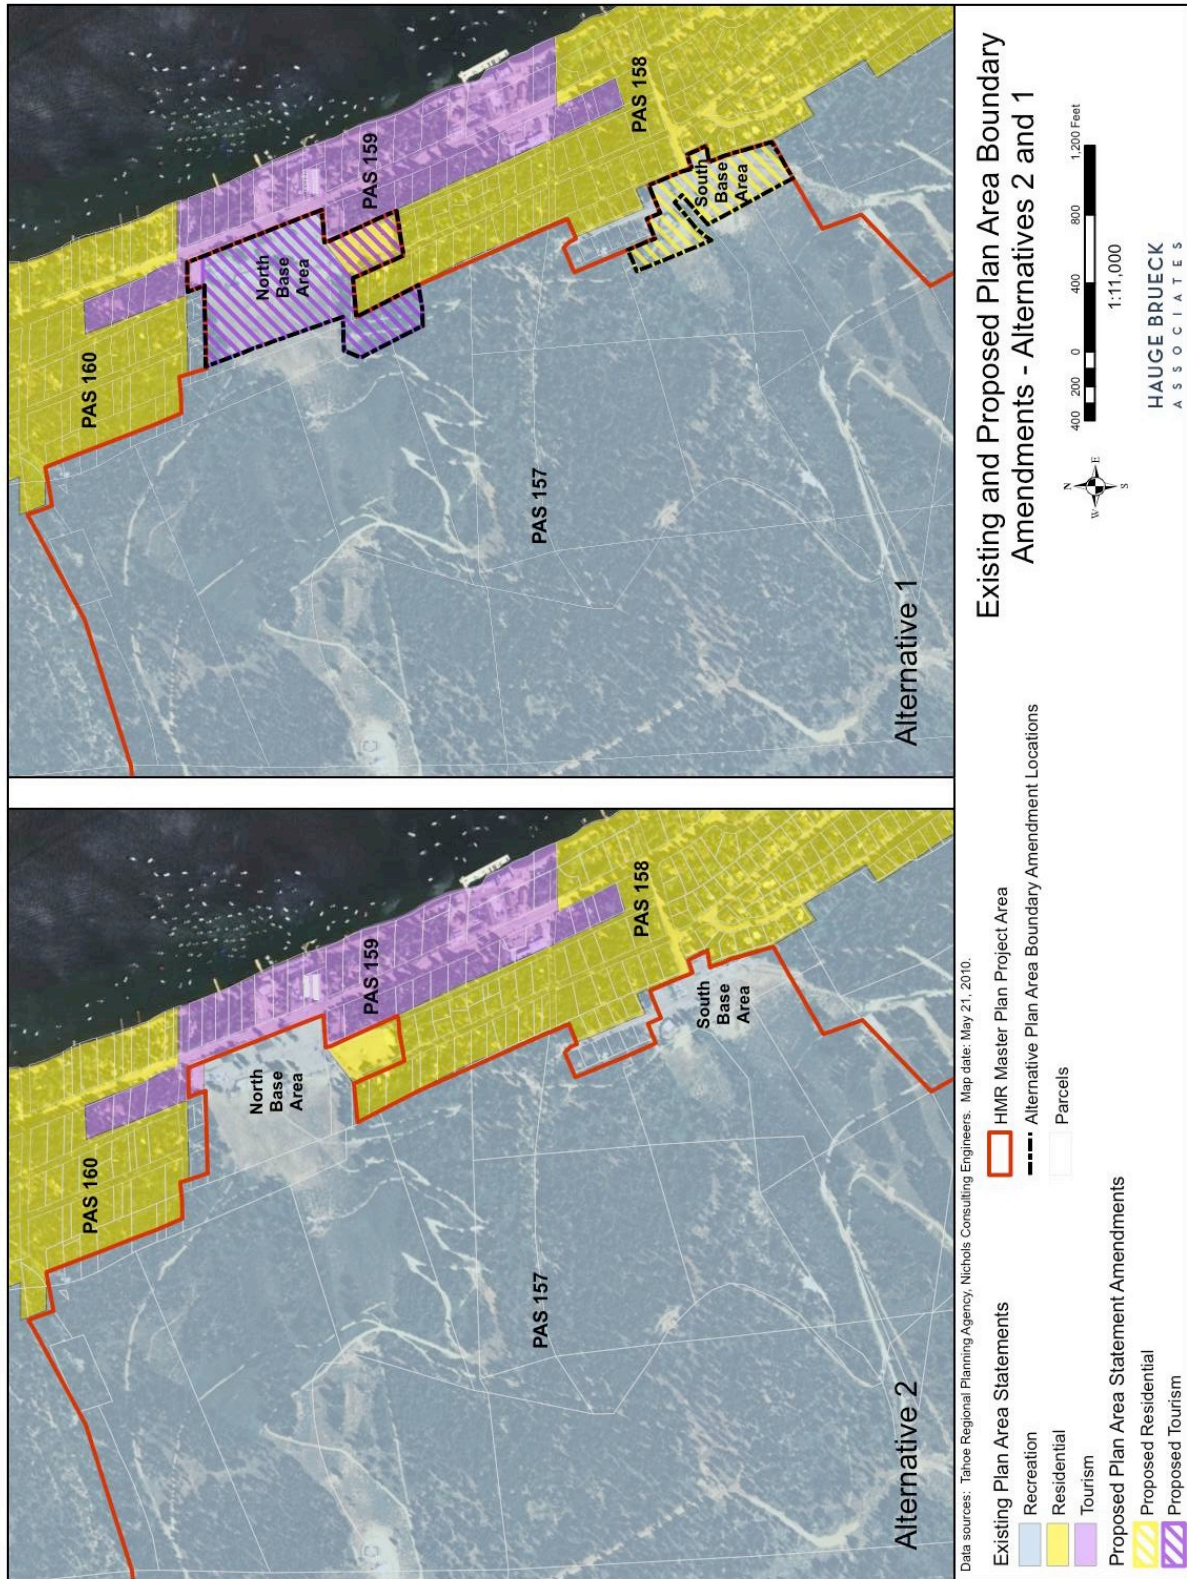 PAS 160
North
Base
Area
PAS 159
PAS 158
South
Base
Area
PAS 157
Alternative 2
PAS 160
North
Base
Area
PAS 159
PAS 158
South
Base
Area
PAS 157
Alternative 1
Data sources: Tahoe Regional Planning Agency, Nichols Consulting Engineers. Map date: May 21, 2010.
Existing Plan Area Statements
Recreation
Residential
Tourism
Proposed Plan Area Statement Amendments
Proposed Residential
Proposed Tourism
HMR Master Plan Project Area
Alternative Plan Area Boundary Amendment Locations
Parcels
Existing and Proposed Plan Area Boundary
Amendments - Alternatives 2 and 1
N
W E
S
400 200 0 400 800 1,200 Feet
1:11,000
HAUGE BRUECK
ASSOCIATES